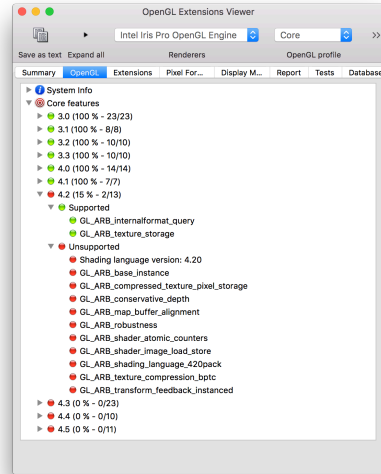 OpenGL Extensions Viewer
Intel Iris Pro OpenGL Engine
Core
Save as text Expand all Renderers OpenGL profile
Summary OpenGL Extensions Pixel For... Display M... Report Tests Database
System Info
Core features
3.0 (100 % - 23/23)
3.1 (100 % - 8/8)
3.2 (100 % - 10/10)
3.3 (100 % - 10/10)
4.0 (100 % - 14/14)
4.1 (100 % - 7/7)
4.2 (15 % - 2/13)
Supported
GL_ARB_internalformat_query
GL_ARB_texture_storage
Unsupported
Shading language version: 4.20
GL_ARB_base_instance
GL_ARB_compressed_texture_pixel_storage
GL_ARB_conservative_depth
GL_ARB_map_buffer_alignment
GL_ARB_robustness
GL_ARB_shader_atomic_counters
GL_ARB_shader_image_load_store
GL_ARB_shading_language_420pack
GL_ARB_texture_compression_bptc
GL_ARB_transform_feedback_instanced
4.3 (0 % - 0/23)
4.4 (0 % - 0/10)
4.5 (0 % - 0/11)